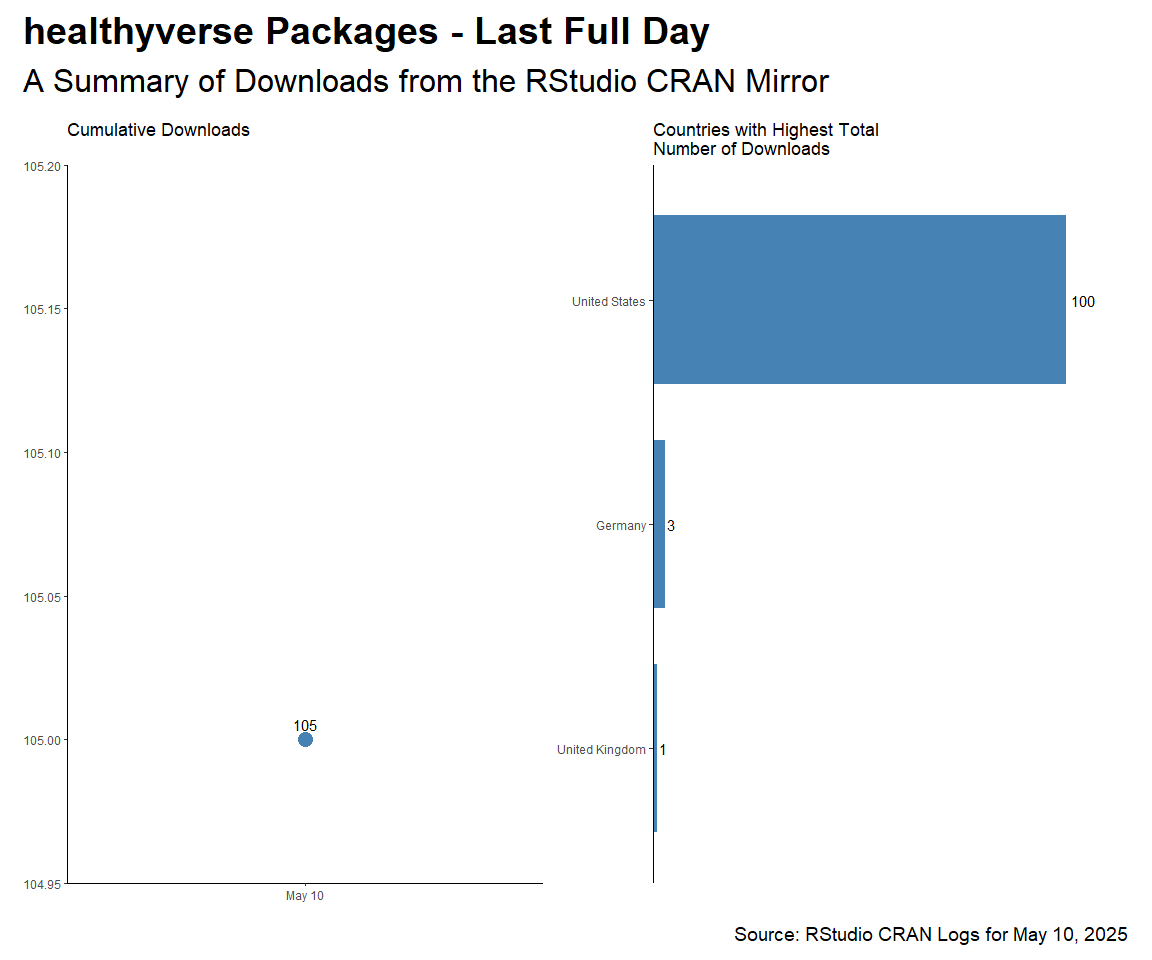 healthyverse Packages - Last Full Day
A Summary of Downloads from the RStudio CRAN Mirror
Cumulative Downloads
105.20
105.15
105.10
105.05
105.00
104.95
105
May 10
Countries with Highest Total
Number of Downloads
United States
100
Germany
3
United Kingdom
1
Source: RStudio CRAN Logs for May 10, 2025